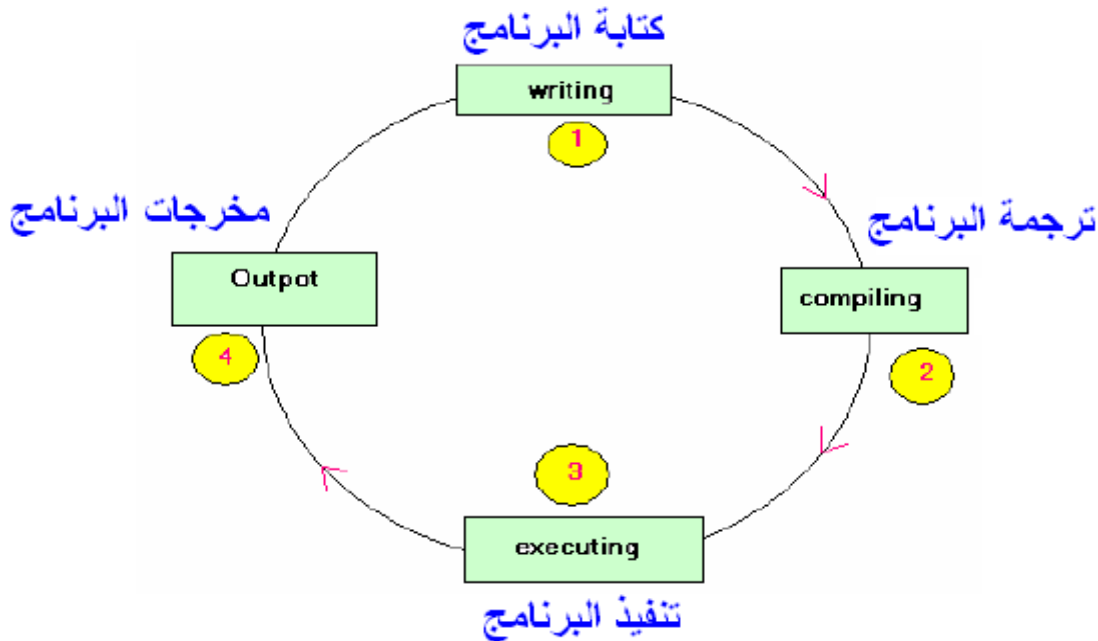 كتابة البرنامج
writing
1
مخرجات البرنامج
ترجمة البرنامج
Outpot
compiling
4
2
3
executing
تنفيذ البرنامج